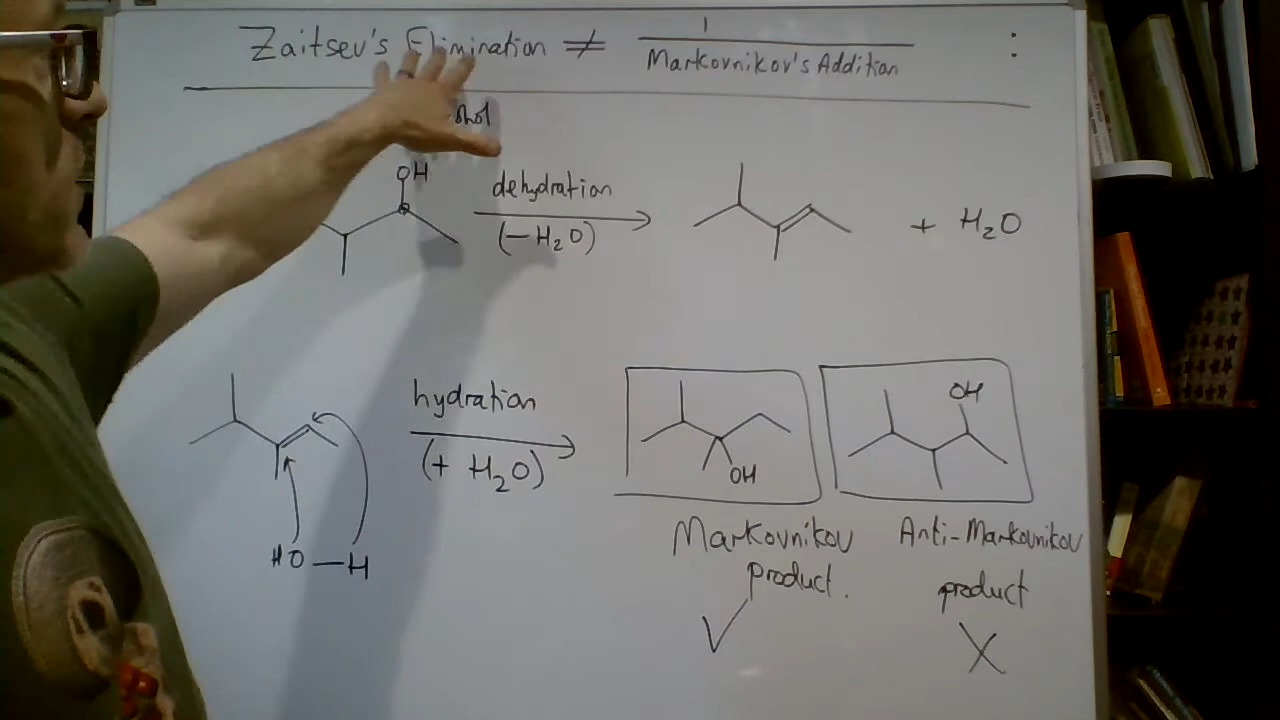 Zaitsev's Elimination ≠ 1
Markovnikov's Addition :
OH
dehydration
(−H₂O)
+ H₂O
hydration
(+ H₂O)
OH
OH
HO—H
Markovnikov
product.
Anti-Markovnikov
product